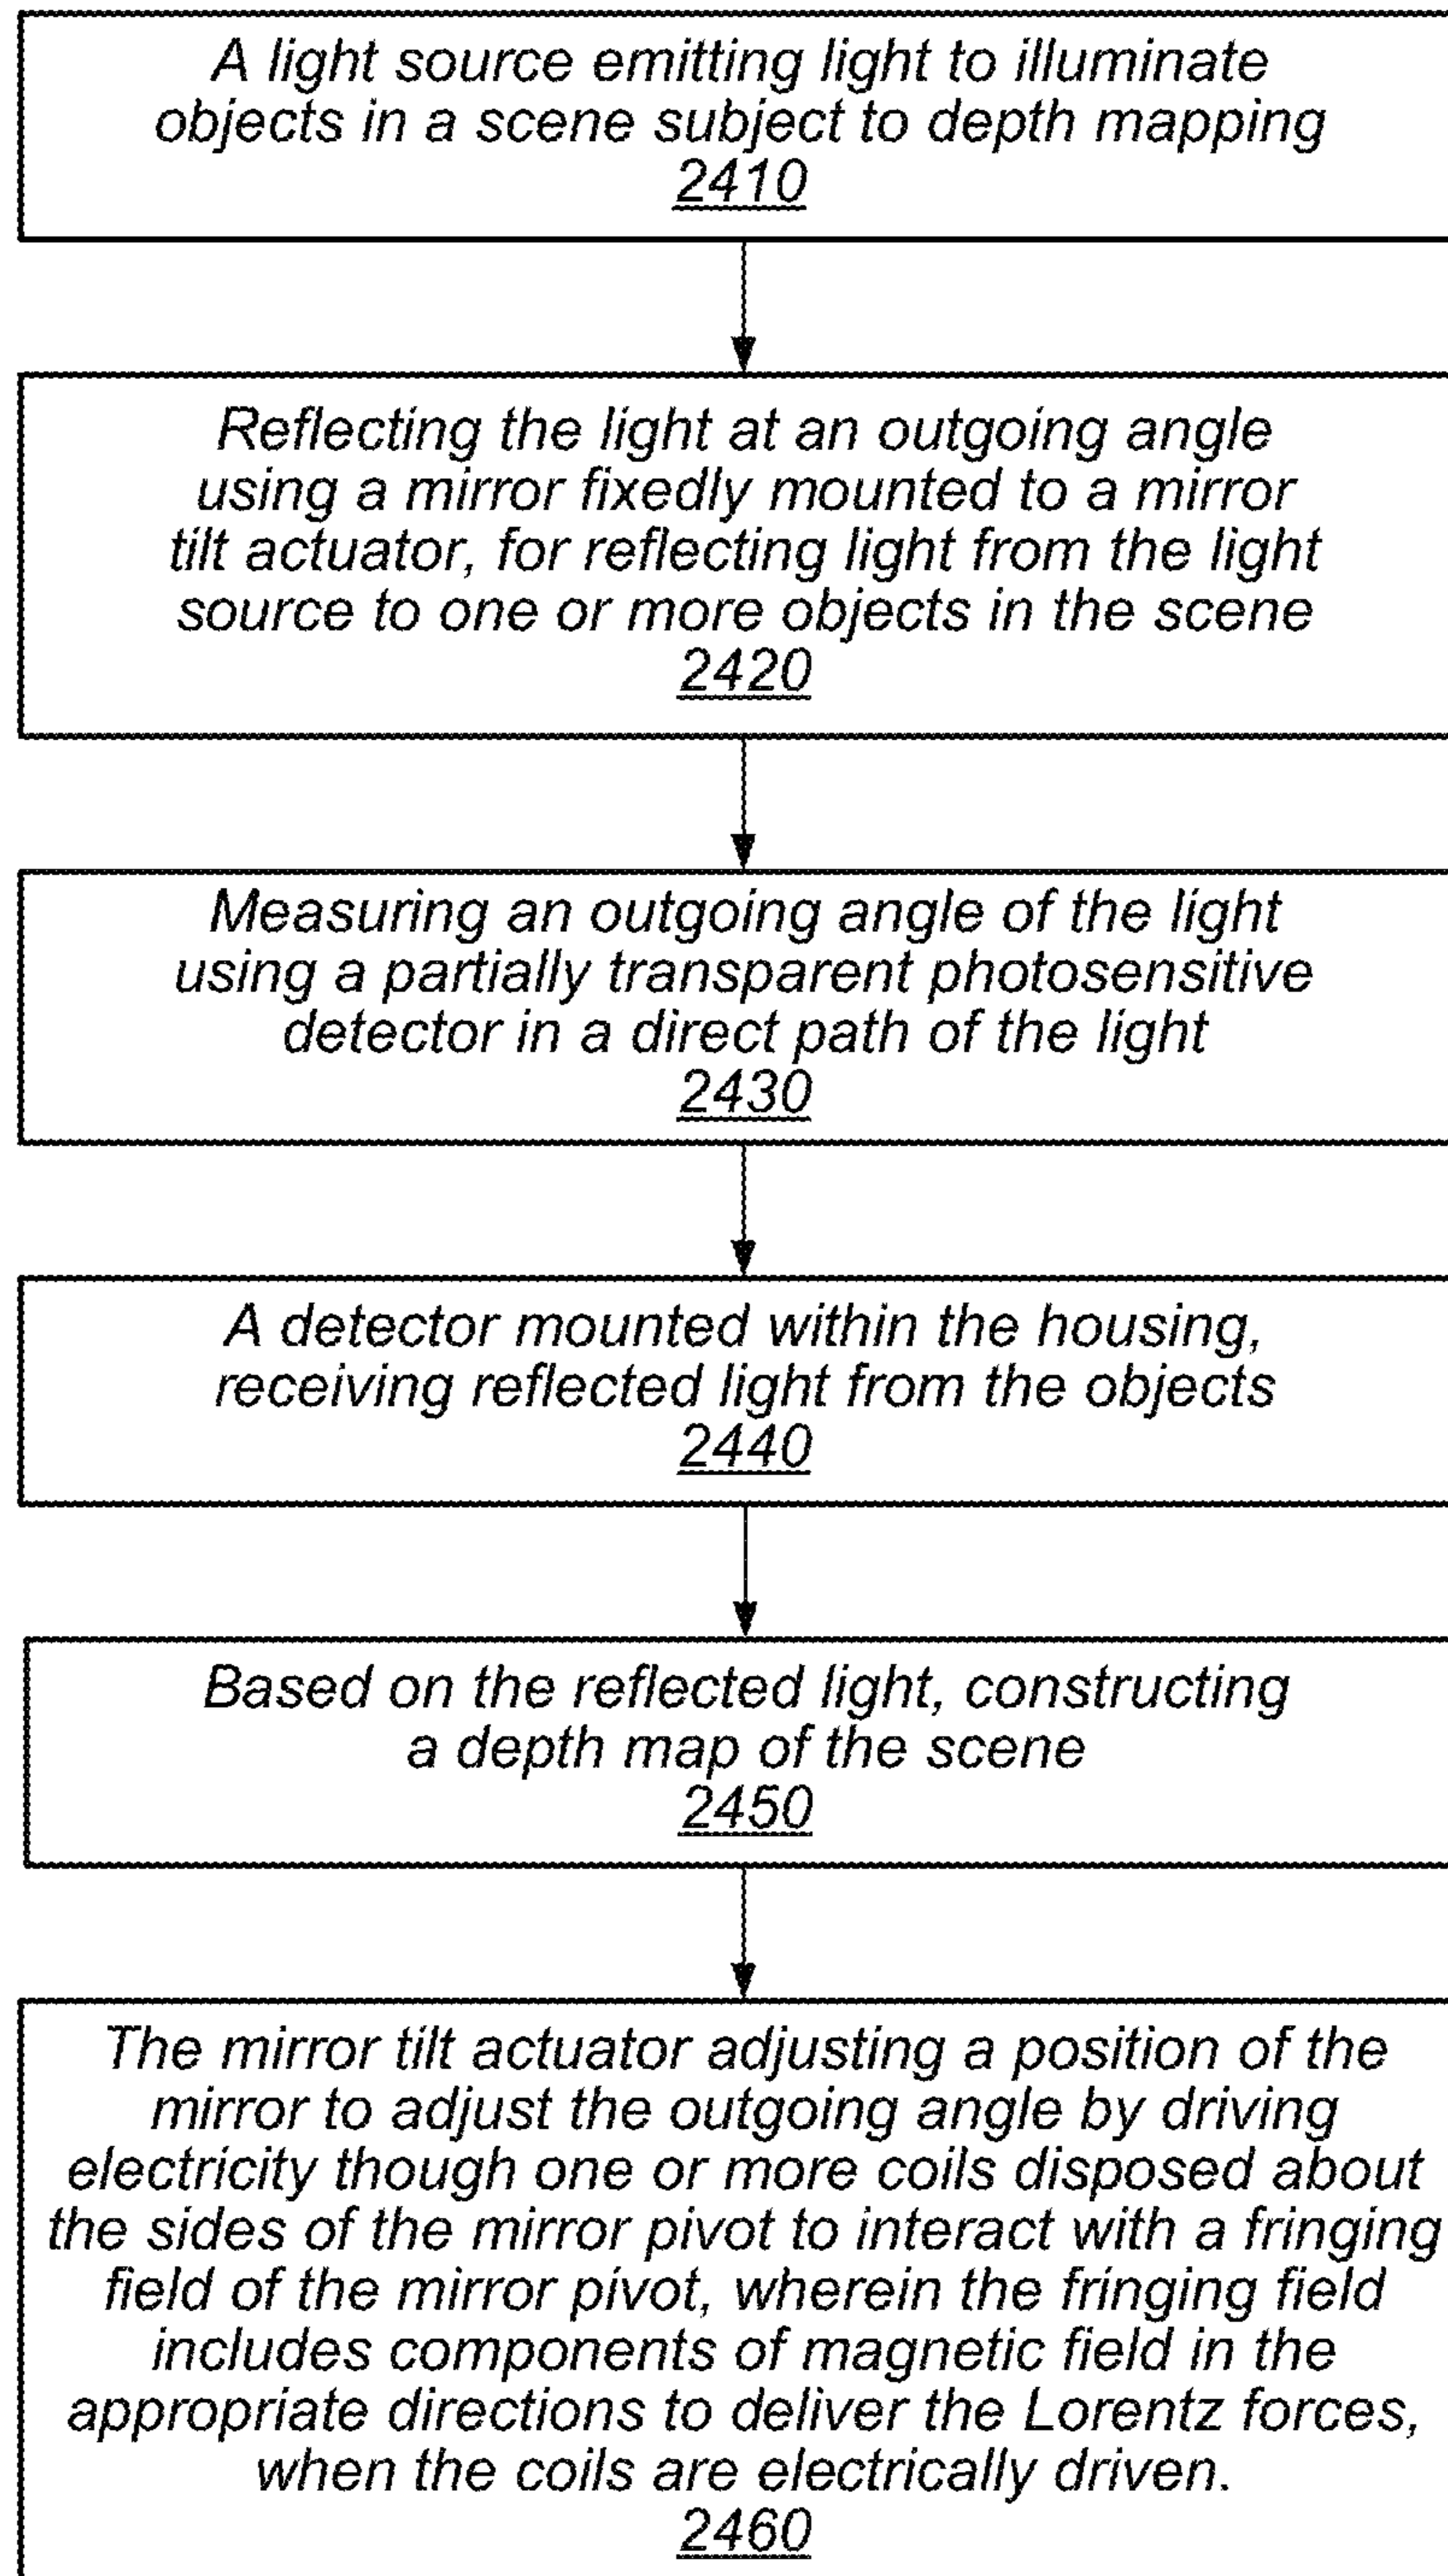 A light source emitting light to illuminate
objects in a scene subject to depth mapping
2410
Reflecting the light at an outgoing angle
using a mirror fixedly mounted to a mirror
tilt actuator, for reflecting light from the light
source to one or more objects in the scene
2420
Measuring an outgoing angle of the light
using a partially transparent photosensitive
detector in a direct path of the light
2430
A detector mounted within the housing,
receiving reflected light from the objects
2440
Based on the reflected light, constructing
a depth map of the scene
2450
The mirror tilt actuator adjusting a position of the
mirror to adjust the outgoing angle by driving
electricity though one or more coils disposed about
the sides of the mirror pivot to interact with a fringing
field of the mirror pivot, wherein the fringing field
includes components of magnetic field in the
appropriate directions to deliver the Lorentz forces,
when the coils are electrically driven.
2460